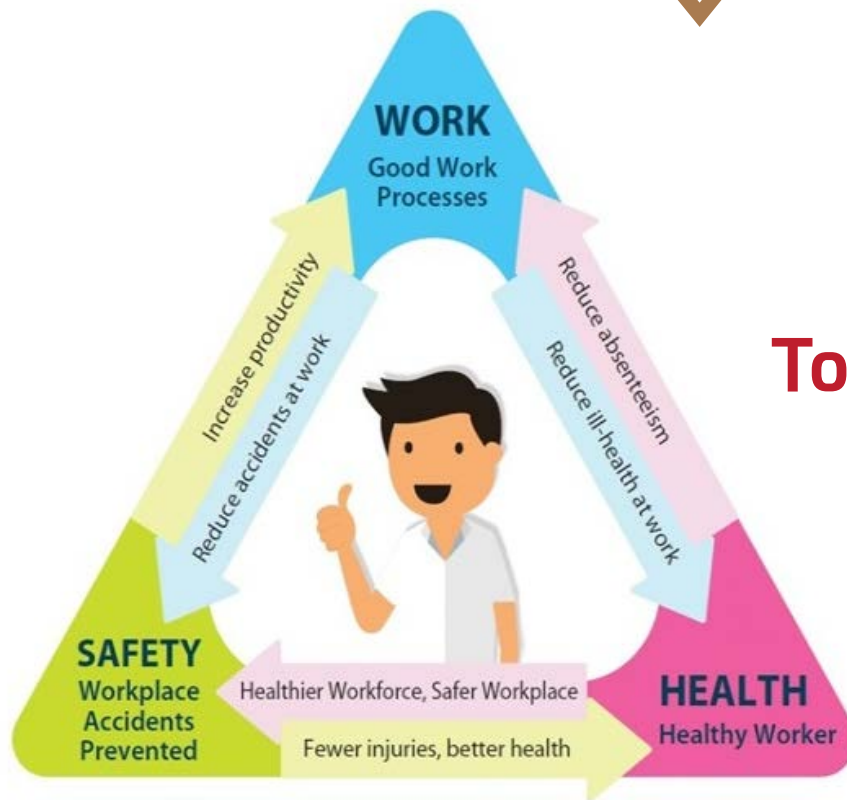 WORK
Good Work
Processes
Increase productivity
Reduce accidents at work
Reduce absenteeism
Reduce ill-health at work
To
SAFETY
Workplace
Accidents
Prevented
Healthier Workforce, Safer Workplace
Fewer injuries, better health
HEALTH
Healthy Worker